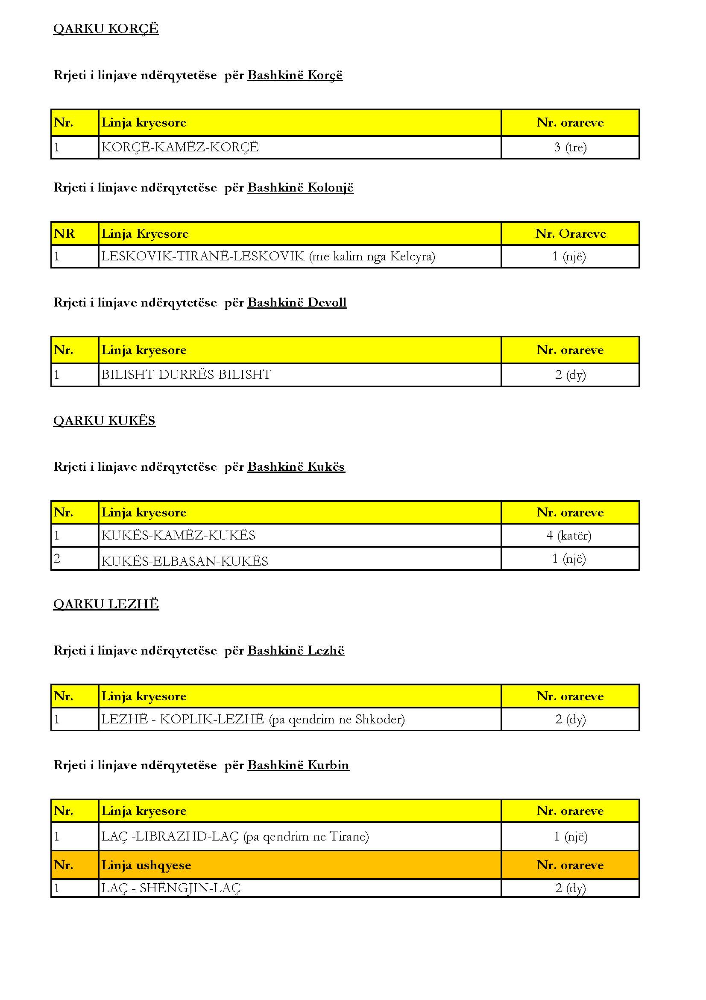 QARKU KORÇË
Rrjeti i linjave ndërqytetëse  për Bashkinë Korçë
Nr. Linja kryesore Nr. orareve
1 KORÇË-KAMËZ-KORÇË 3 (tre)
Rrjeti i linjave ndërqytetëse  për Bashkinë Kolonjë
NR Linja Kryesore Nr. Orareve
1 LESKOVIK-TIRANË-LESKOVIK (me kalim nga Kelcyra) 1 (një)
Rrjeti i linjave ndërqytetëse  për Bashkinë Devoll
Nr. Linja kryesore Nr. orareve
1 BILISHT-DURRËS-BILISHT 2 (dy)
QARKU KUKËS
Rrjeti i linjave ndërqytetëse  për Bashkinë Kukës
Nr. Linja kryesore Nr. orareve
1 KUKËS-KAMËZ-KUKËS 4 (katër)
2 KUKËS-ELBASAN-KUKËS 1 (një)
QARKU LEZHË
Rrjeti i linjave ndërqytetëse  për Bashkinë Lezhë
Nr. Linja kryesore Nr. orareve
1 LEZHË - KOPLIK-LEZHË (pa qendrim ne Shkoder) 2 (dy)
Rrjeti i linjave ndërqytetëse  për Bashkinë Kurbin
Nr. Linja kryesore Nr. orareve
1 LAÇ -LIBRAZHD-LAÇ (pa qendrim ne Tirane) 1 (një)
Nr. Linja ushqyese Nr. orareve
1 LAÇ - SHËNGJIN-LAÇ 2 (dy)